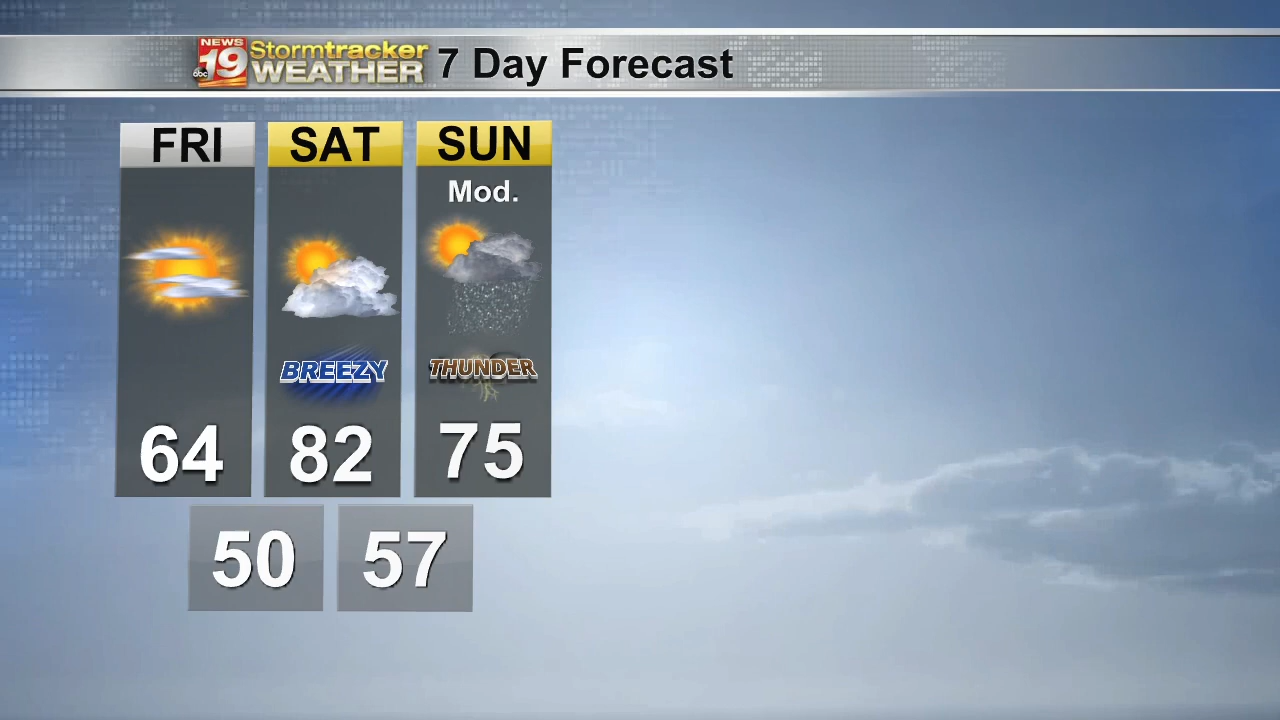 NEWS
abc 19
Stormtracker
WEATHER
7 Day Forecast
FRI
64
SAT
BREEZY
82
SUN
Mod.
THUNDER
75
50
57